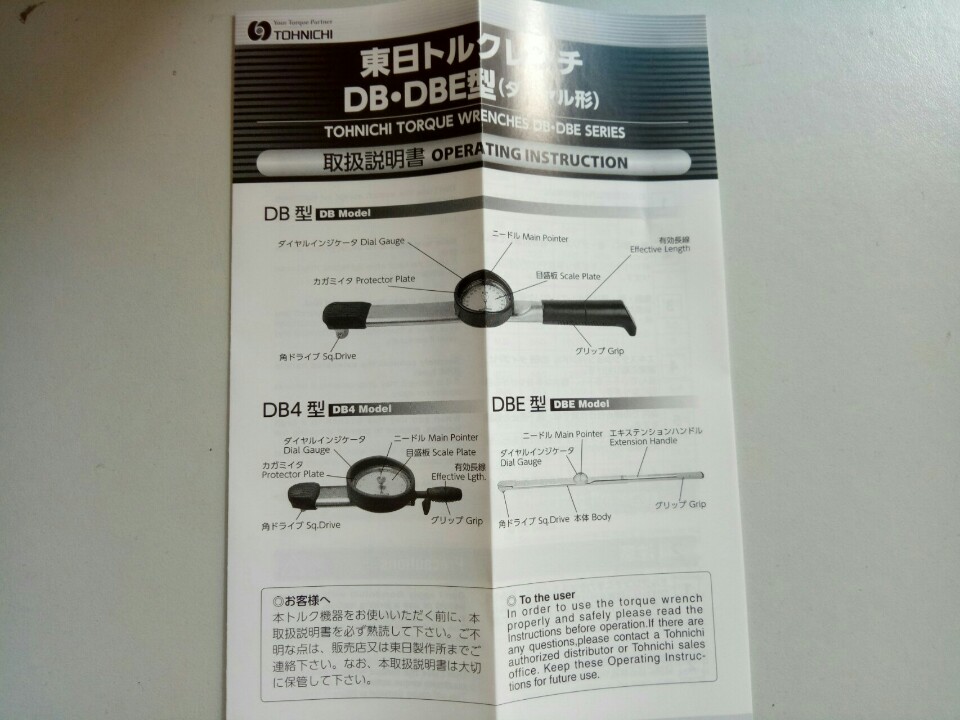 Your Torque Partner
TOHNICHI
東日トルクレンチ
DB・DBE型(ダイヤル形)
TOHNICHI TORQUE WRENCHES DB・DBE SERIES
取扱説明書 OPERATING INSTRUCTION
DB 型 DB Model
ダイヤルインジケータ Dial Gauge
ニードル Main Pointer
有効長線
Effective Length
カガミイタ Protector Plate
目盛板 Scale Plate
角ドライブ Sq.Drive
グリップ Grip
DB4 型 DB4 Model
ダイヤルインジケータ
Dial Gauge
ニードル Main Pointer
目盛板 Scale Plate
カガミイタ
Protector Plate
有効長線
Effective Lgth.
角ドライブ Sq.Drive
グリップ Grip
DBE 型 DBE Model
ニードル Main Pointer
エキステンションハンドル
Extension Handle
ダイヤルインジケータ
Dial Gauge
角ドライブ Sq.Drive
本体 Body
グリップ Grip
◎お客様へ
本トルク機器をお使いいただく前に、本
取扱説明書を必ず熟読して下さい。ご不
明な点は、販売店又は東日製作所までご
連絡下さい。なお、本取扱説明書は大切
に保管して下さい。
◎ To the user
In order to use the torque wrench
properly and safely please read the
instructions before operation.If there are
any questions,please contact a Tohnichi
authorized distributor or Tohnichi sales
office. Keep these Operating Instruc-
tions for future use.